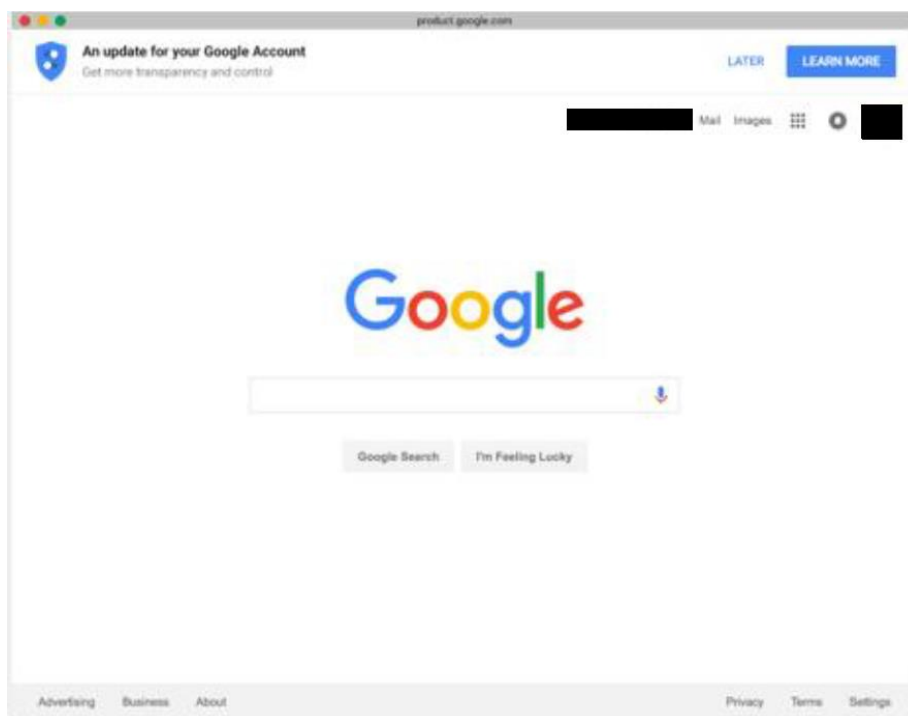 product.google.com
An update for your Google Account
Get more transparency and control
LATER
LEARN MORE
Mail Images
Google
Google Search
I'm Feeling Lucky
Advertising Business About
Privacy Terms Settings